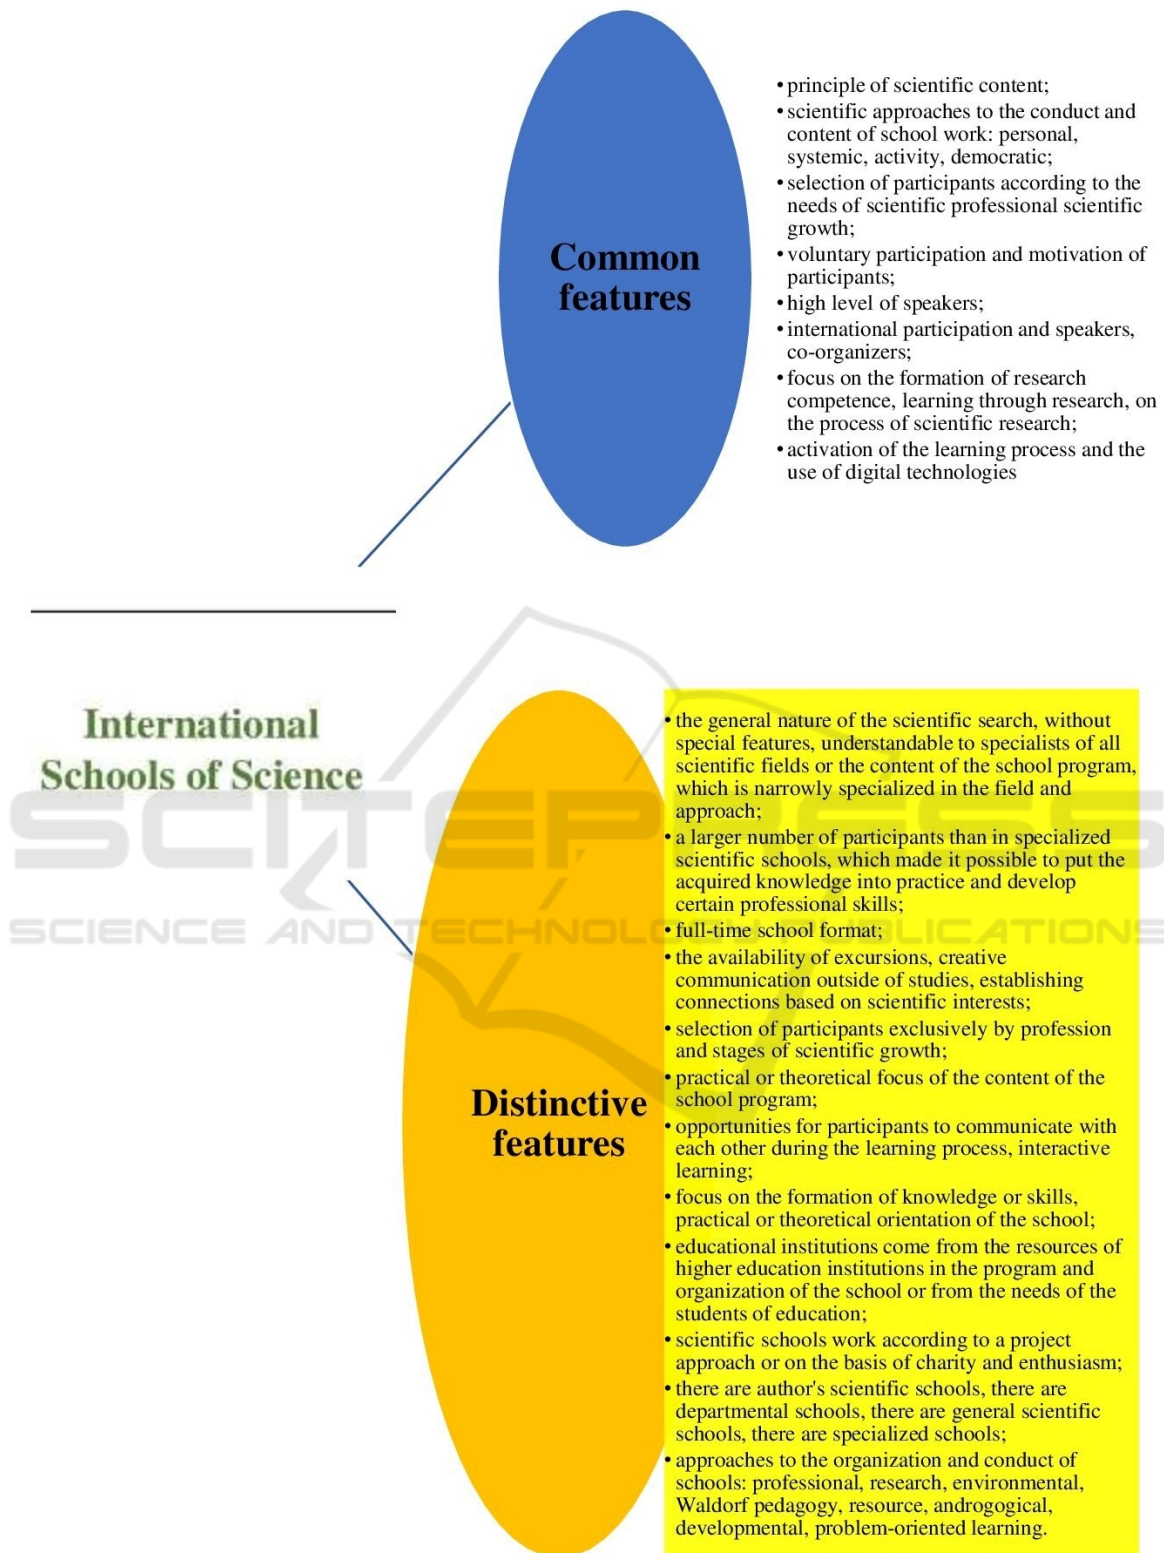 Common
features
• principle of scientific content;
• scientific approaches to the conduct and
content of school work: personal,
systemic, activity, democratic;
• selection of participants according to the
needs of scientific professional scientific
growth;
• voluntary participation and motivation of
participants;
• high level of speakers;
• international participation and speakers,
co-organizers;
• focus on the formation of research
competence, learning through research, on
the process of scientific research;
• activation of the learning process and the
use of digital technologies
International
Schools of Science
Distinctive
features
• the general nature of the scientific search, without
special features, understandable to specialists of all
scientific fields or the content of the school program,
which is narrowly specialized in the field and
approach;
• a larger number of participants than in specialized
scientific schools, which made it possible to put the
acquired knowledge into practice and develop
certain professional skills;
• full-time school format;
• the availability of excursions, creative
communication outside of studies, establishing
connections based on scientific interests;
• selection of participants exclusively by profession
and stages of scientific growth;
• practical or theoretical focus of the content of the
school program;
• opportunities for participants to communicate with
each other during the learning process, interactive
learning;
• focus on the formation of knowledge or skills,
practical or theoretical orientation of the school;
• educational institutions come from the resources of
higher education institutions in the program and
organization of the school or from the needs of the
students of education;
• scientific schools work according to a project
approach or on the basis of charity and enthusiasm;
• there are author's scientific schools, there are
departmental schools, there are general scientific
schools, there are specialized schools;
• approaches to the organization and conduct of
schools: professional, research, environmental,
Waldorf pedagogy, resource, androgogical,
developmental, problem-oriented learning.
SCITEPRESS
SCIENCE AND TECHNOLOGY PUBLICATIONS